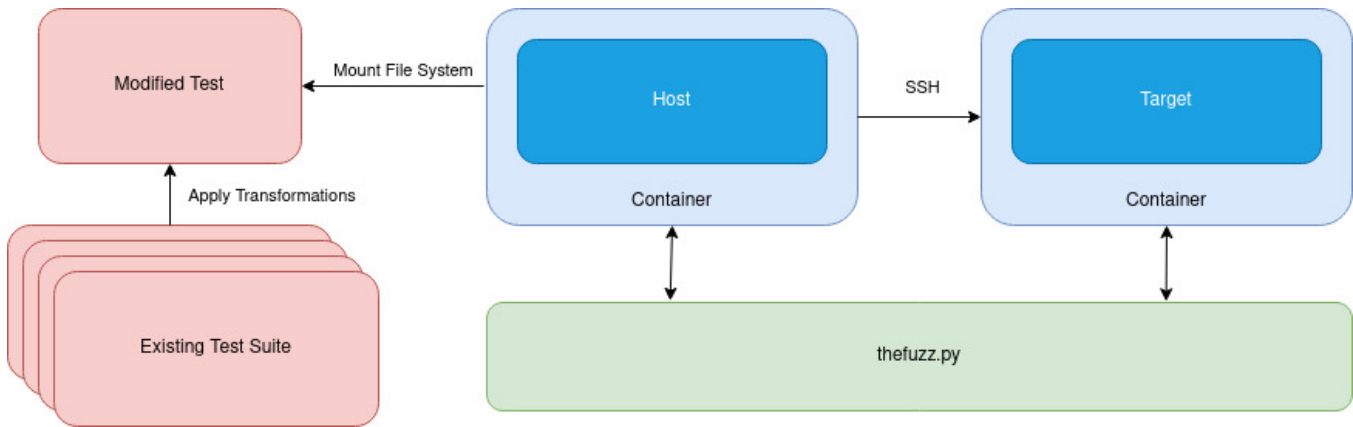 Modified Test
Mount File System
Host
SSH
Target
Container
Container
Apply Transformations
Existing Test Suite
thefuzz.py